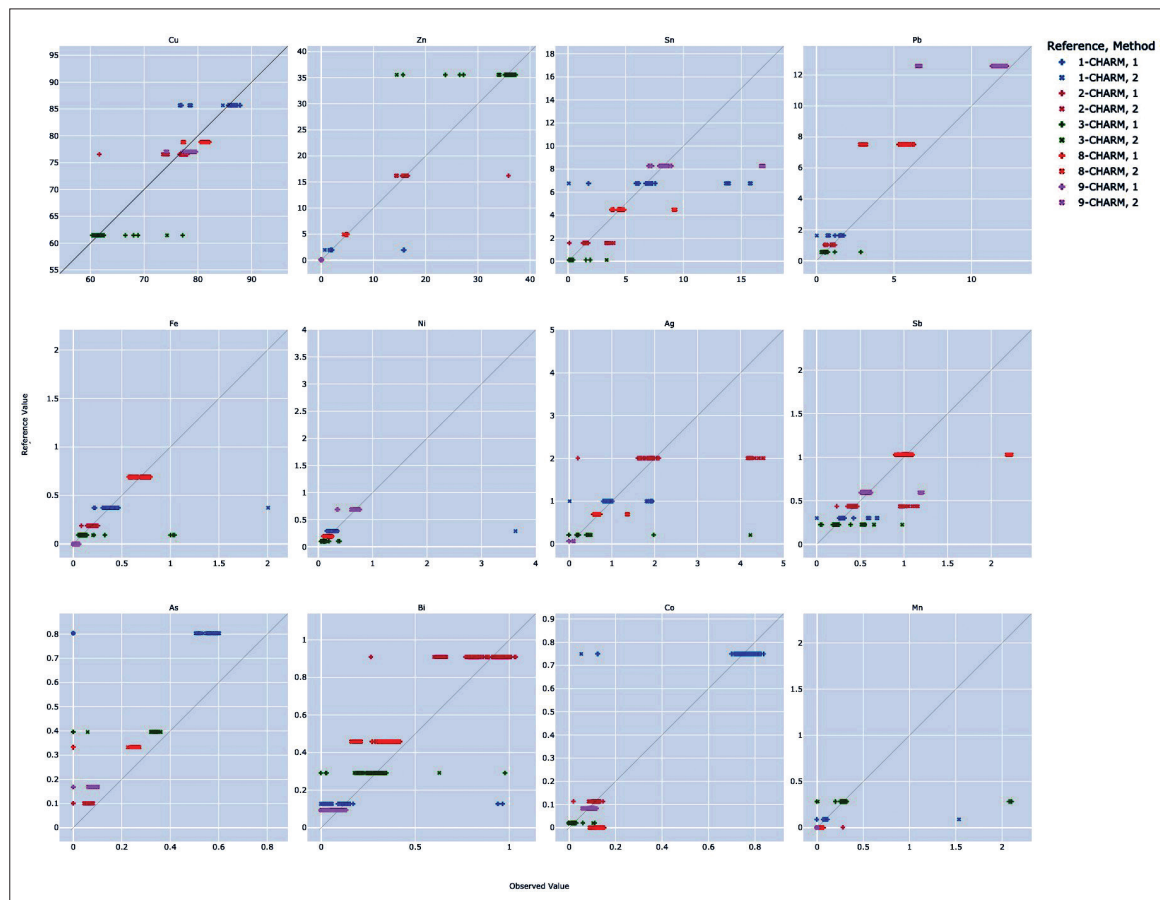 Cu
Zn
Sn
Pb
Reference, Method
1-CHARM, 1
1-CHARM, 2
2-CHARM, 1
2-CHARM, 2
3-CHARM, 1
3-CHARM, 2
8-CHARM, 1
8-CHARM, 2
9-CHARM, 1
9-CHARM, 2
95
90
85
80
75
70
65
60
55
60 70 80 90
45
40
35
30
25
20
15
10
5
0
0 10 20 30 40
18
16
14
12
10
8
6
4
2
0
0 5 10 15
12
10
8
6
4
2
0
0 5 10
Fe
Ni
Ag
Sb
Reference Value
2
1.5
1
0.5
0
0 0.5 1 1.5 2
4
3.5
3
2.5
2
1.5
1
0.5
0
0 1 2 3 4
5
4
3
2
1
0
0 1 2 3 4 5
2.5
2
1.5
1
0.5
0
0 0.5 1 1.5 2
As
Bi
Co
Mn
0.8
0.7
0.6
0.5
0.4
0.3
0.2
0.1
0
0 0.2 0.4 0.6 0.8
1
0.8
0.6
0.4
0.2
0
0 0.5 1
0.9
0.8
0.7
0.6
0.5
0.4
0.3
0.2
0.1
0
0 0.2 0.4 0.6 0.8
2
1.5
1
0.5
0
0 0.5 1 1.5 2
Observed Value